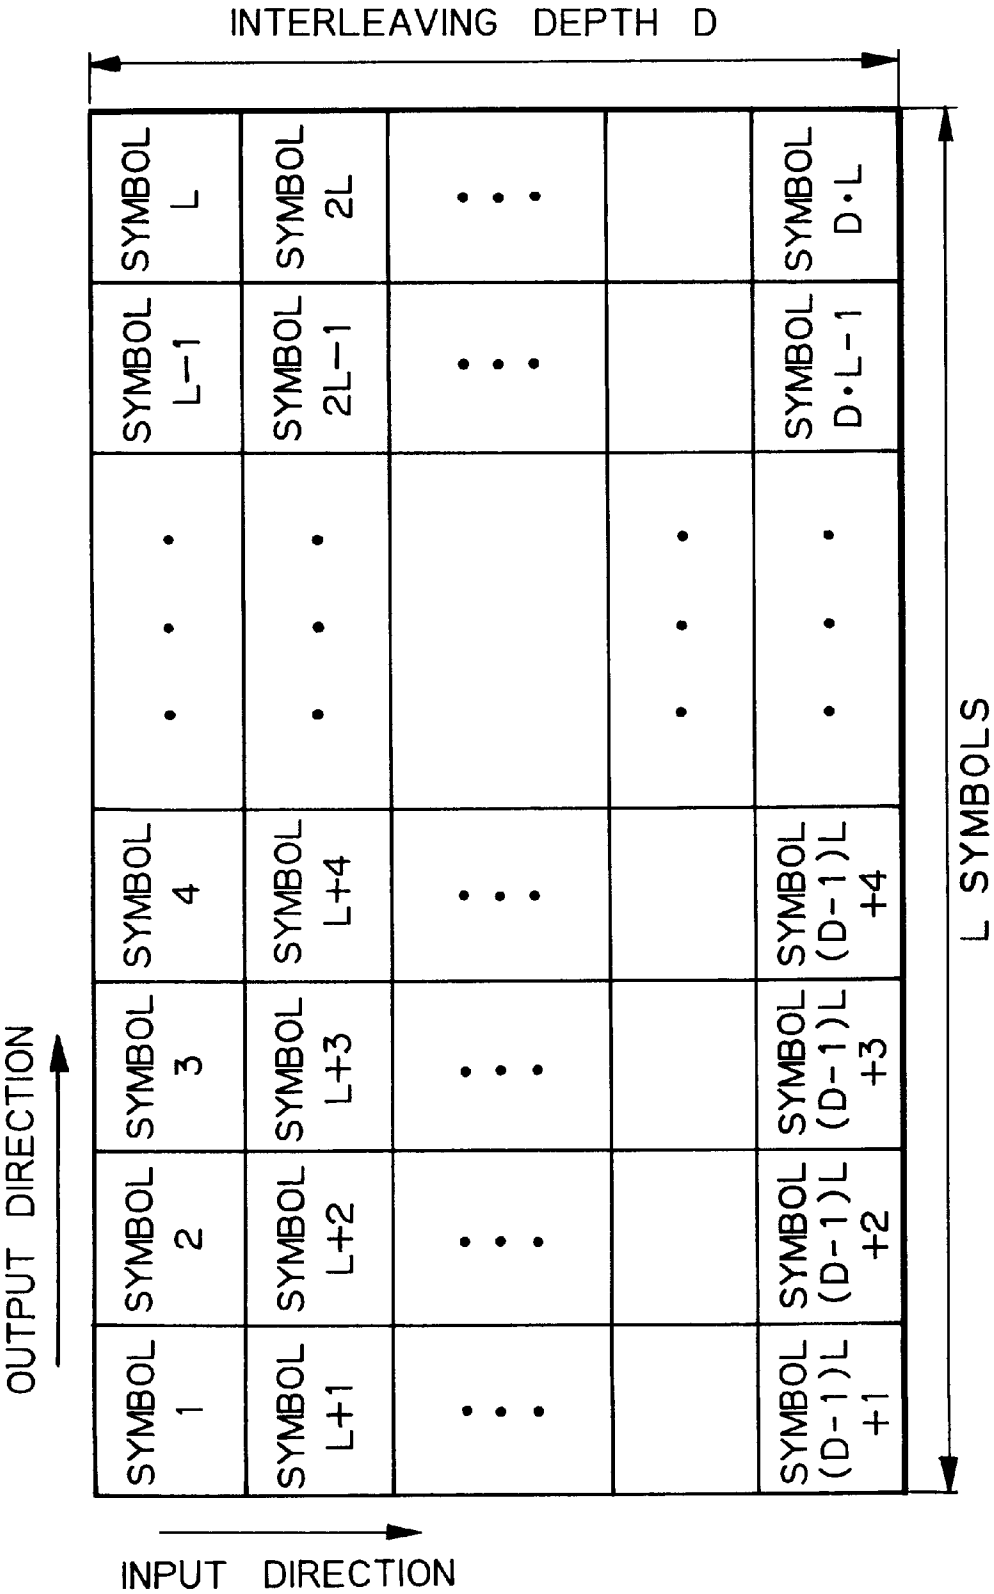 INTERLEAVING DEPTH D
SYMBOL
L
SYMBOL
2L
SYMBOL
D·L
SYMBOL
L-1
SYMBOL
2L-1
SYMBOL
D·L-1
SYMBOL
4
SYMBOL
L+4
SYMBOL
(D-1)L
+4
SYMBOL
3
SYMBOL
L+3
SYMBOL
(D-1)L
+3
SYMBOL
2
SYMBOL
L+2
SYMBOL
(D-1)L
+2
SYMBOL
1
SYMBOL
L+1
SYMBOL
(D-1)L
+1
L SYMBOLS
OUTPUT DIRECTION
INPUT DIRECTION